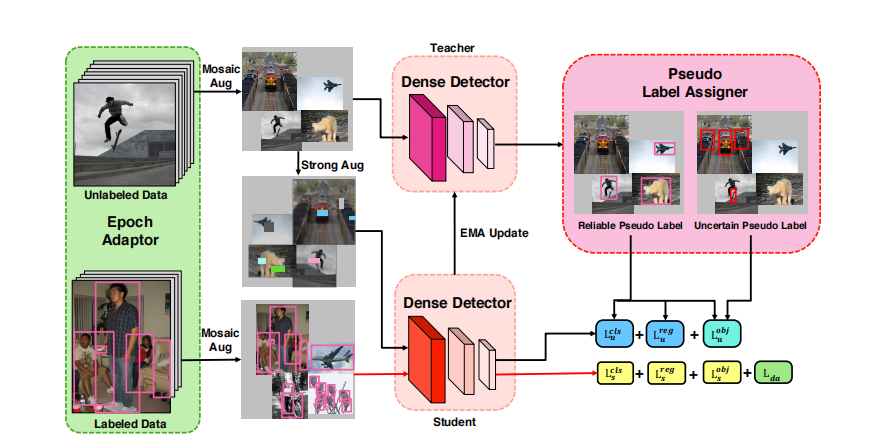 Teacher
Mosaic
Aug
Dense Detector
Pseudo
Label Assigner
Strong Aug
Unlabeled Data
Epoch
Adaptor
Reliable Pseudo Label
Uncertain Pseudo Label
EMA Update
Dense Detector
Mosaic
Aug
L_u^cls + L_u^reg + L_u^obj
L_s^cls + L_s^reg + L_s^obj + L_da
Labeled Data
Student